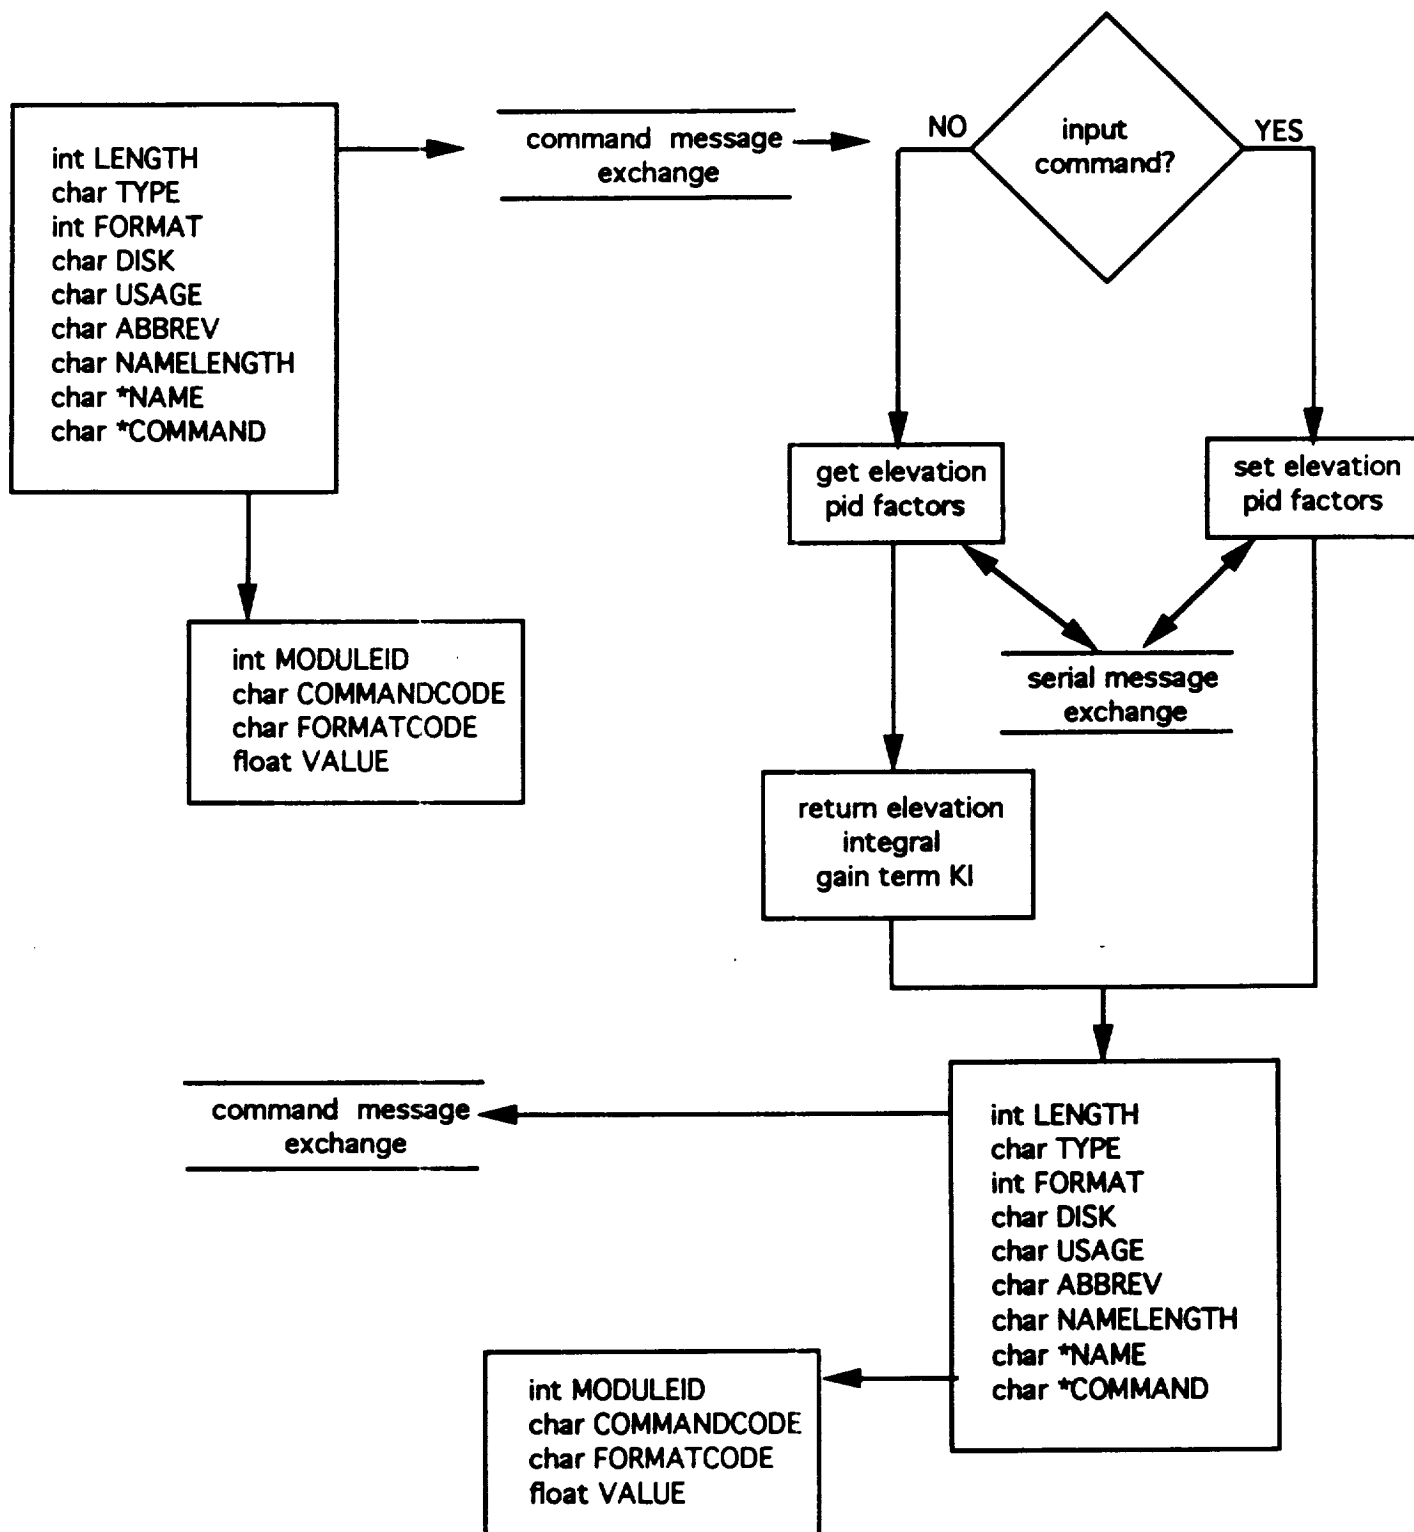 int LENGTH
char TYPE
int FORMAT
char DISK
char USAGE
char ABBREV
char NAMELENGTH
char *NAME
char *COMMAND
command message
exchange
NO
input
command?
YES
int MODULEID
char COMMANDCODE
char FORMATCODE
float VALUE
get elevation
pid factors
set elevation
pid factors
serial message
exchange
return elevation
integral
gain term KI
command message
exchange
int LENGTH
char TYPE
int FORMAT
char DISK
char USAGE
char ABBREV
char NAMELENGTH
char *NAME
char *COMMAND
int MODULEID
char COMMANDCODE
char FORMATCODE
float VALUE